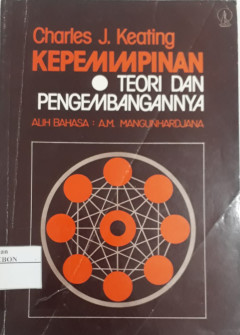 Charles J. Keating
KEPEMIMPINAN
TEORI DAN
PENGEMBANGANNYA
ALIH BAHASA : A.M. MANGUNHARDJANA